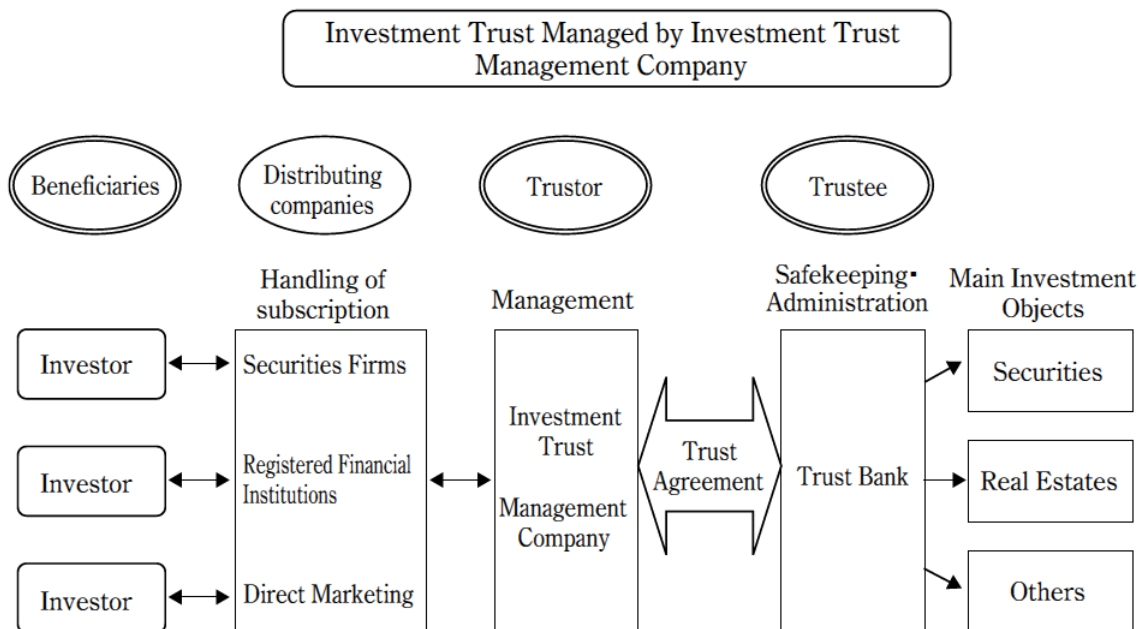 Investment Trust Managed by Investment Trust
Management Company
Beneficiaries
Distributing
companies
Trustor
Trustee
Handling of
subscription
Management
Safekeeping・
Administration
Main Investment
Objects
Investor
Securities Firms
Securities
Investment
Trust
Management
Company
Trust
Agreement
Investor
Registered Financial
Institutions
Trust Bank
Real Estates
Investor
Direct Marketing
Others